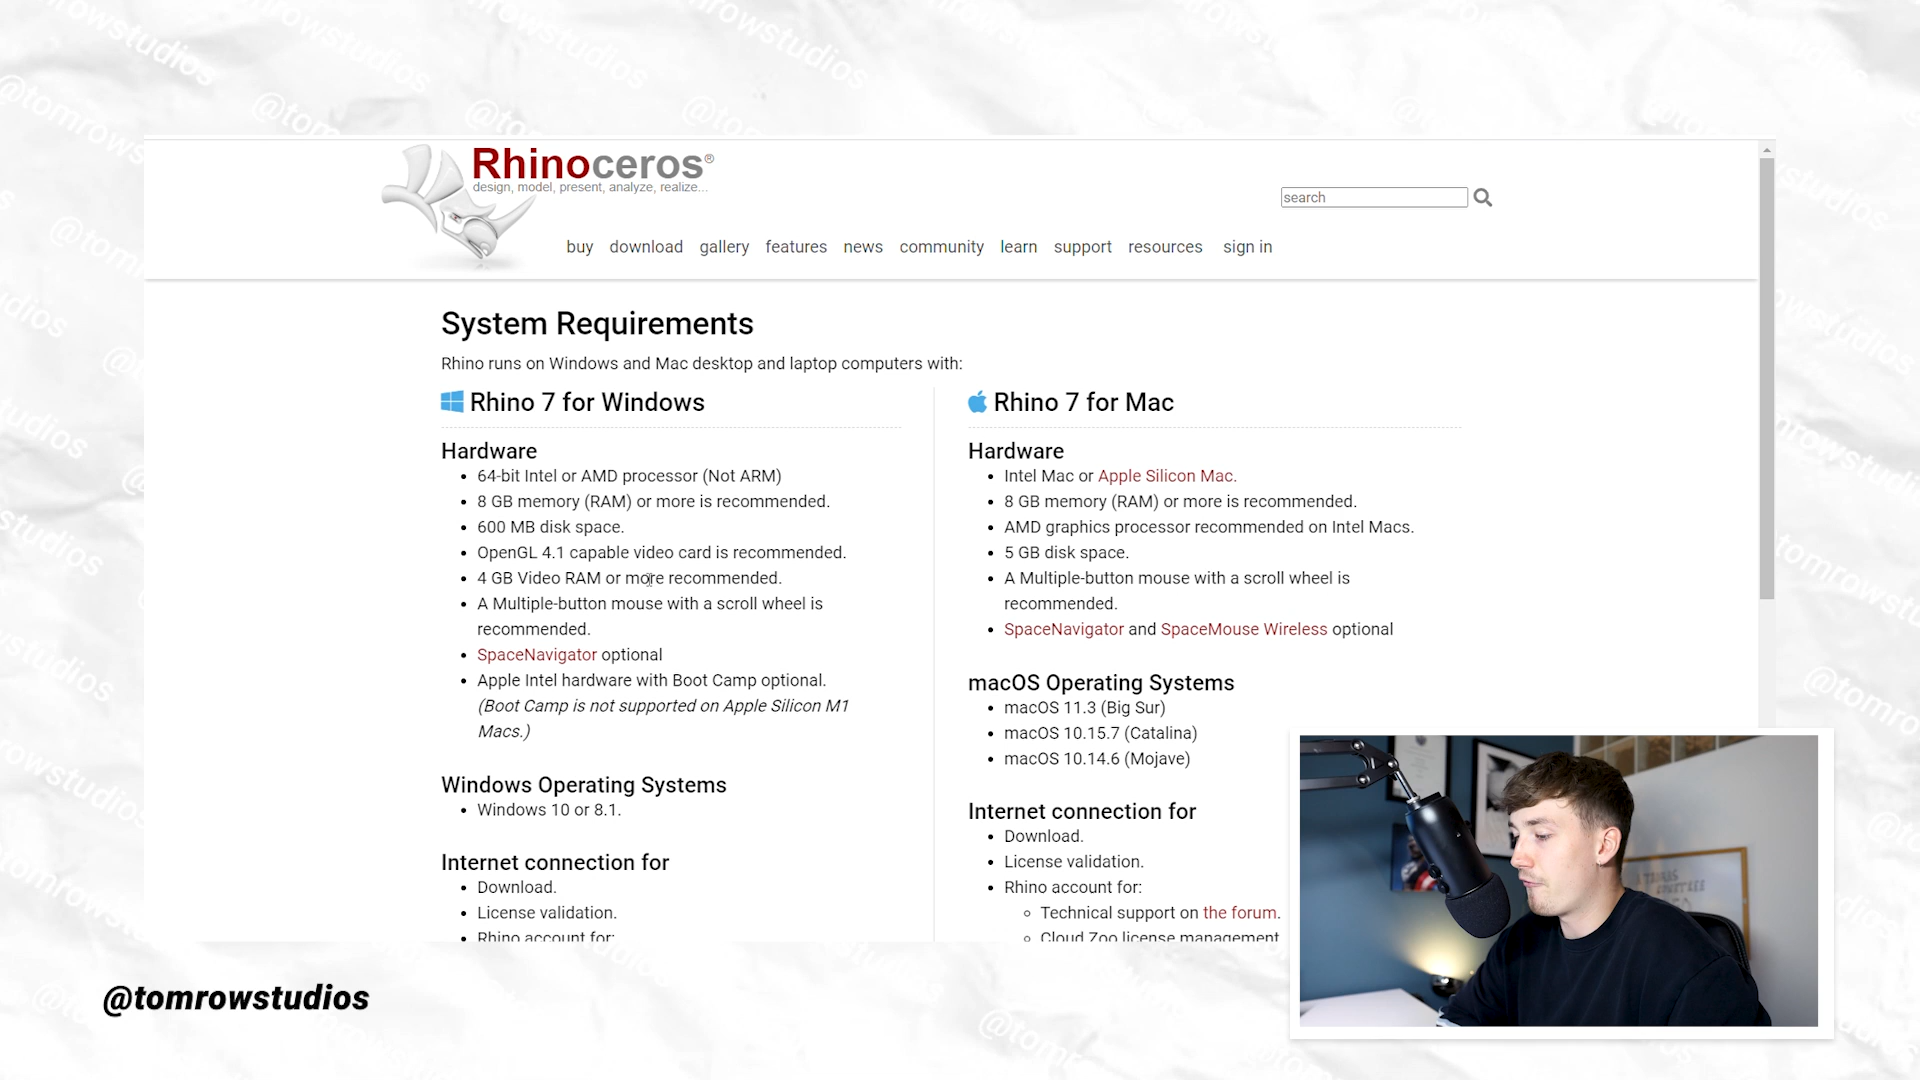 Rhinoceros®
design, model, present, analyze, realize...
search
buy download gallery features news community learn support resources sign in
System Requirements
Rhino runs on Windows and Mac desktop and laptop computers with:
Rhino 7 for Windows
Hardware
• 64-bit Intel or AMD processor (Not ARM)
• 8 GB memory (RAM) or more is recommended.
• 600 MB disk space.
• OpenGL 4.1 capable video card is recommended.
• 4 GB Video RAM or more recommended.
• A Multiple-button mouse with a scroll wheel is
recommended.
• SpaceNavigator optional
• Apple Intel hardware with Boot Camp optional.
(Boot Camp is not supported on Apple Silicon M1
Macs.)
Windows Operating Systems
• Windows 10 or 8.1.
Internet connection for
• Download.
• License validation.
• Rhino account for:
Rhino 7 for Mac
Hardware
• Intel Mac or Apple Silicon Mac.
• 8 GB memory (RAM) or more is recommended.
• AMD graphics processor recommended on Intel Macs.
• 5 GB disk space.
• A Multiple-button mouse with a scroll wheel is
recommended.
• SpaceNavigator and SpaceMouse Wireless optional
macOS Operating Systems
• macOS 11.3 (Big Sur)
• macOS 10.15.7 (Catalina)
• macOS 10.14.6 (Mojave)
Internet connection for
• Download.
• License validation.
• Rhino account for:
◦ Technical support on the forum.
◦ Cloud Zoo license management
@tomrowstudios